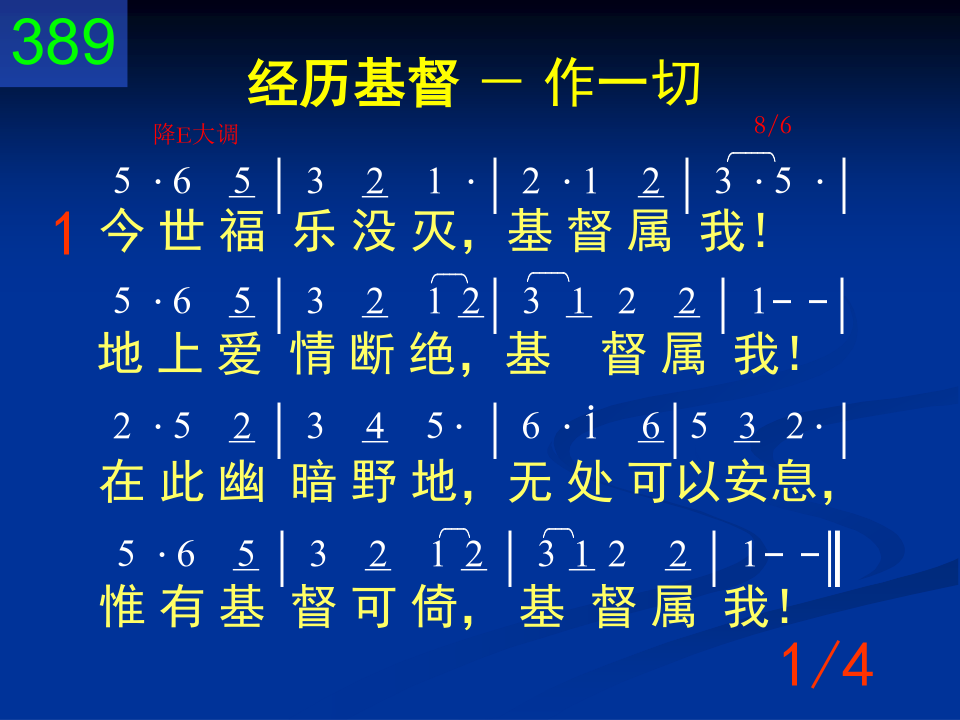 389
经历基督 － 作一切
降E大调 8/6
5 · 6 5 | 3 2 1 · | 2 · 1 2 | 3 · 5 · |
1 今世福 乐没灭，基督属 我！
5 · 6 5 | 3 2 1 2 | 3 1 2 2 | 1 – – |
地上爱 情断绝，基 督属 我！
2 · 5 2 | 3 4 5 · | 6 · i 6 | 5 3 2 · |
在此幽 暗野地，无处可以安息，
5 · 6 5 | 3 2 1 2 | 3 1 2 2 | 1 – – ‖
惟有基 督可倚，基 督属 我！
1/4